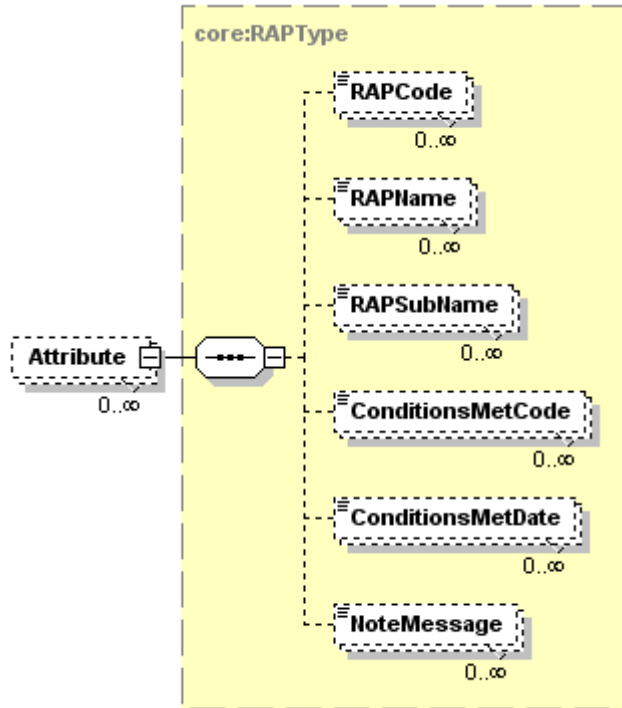 core:RAPType
RAPCode
0..∞
RAPName
0..∞
RAPSubName
0..∞
Attribute
0..∞
ConditionsMetCode
0..∞
ConditionsMetDate
0..∞
NoteMessage
0..∞